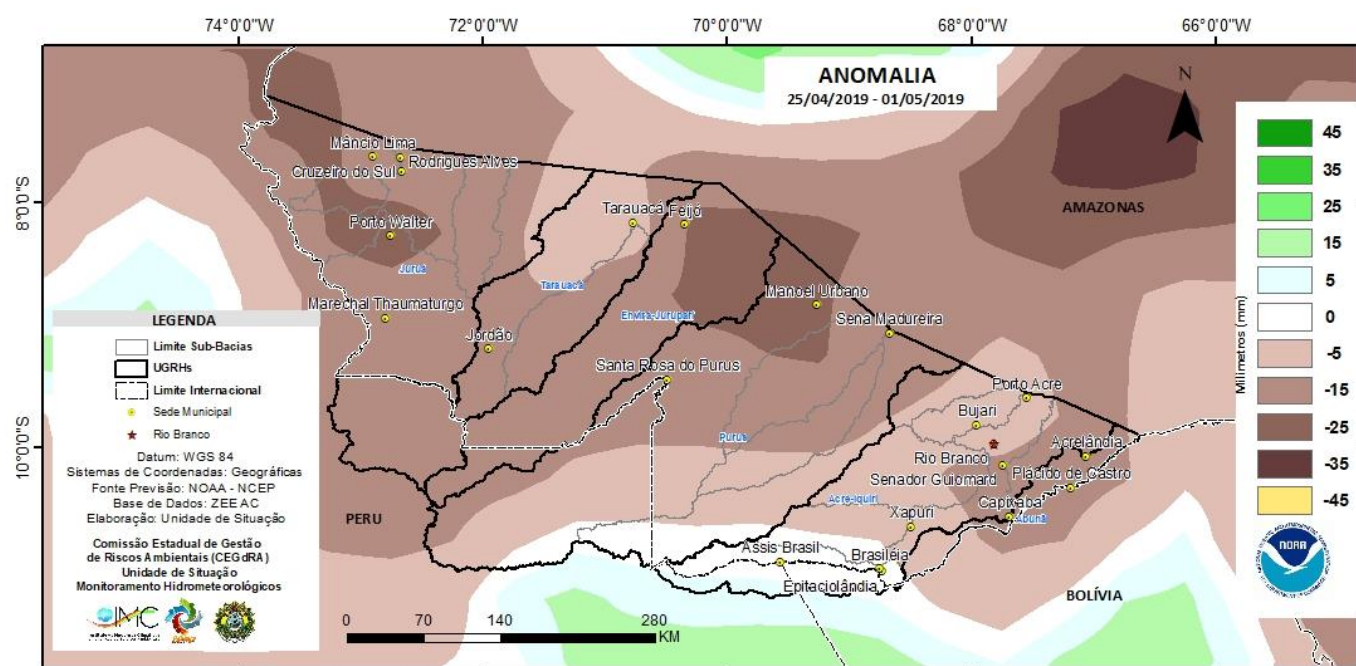 74°0'0"W
72°0'0"W
70°0'0"W
68°0'0"W
66°0'0"W
ANOMALIA
25/04/2019 - 01/05/2019
N
Milímetros (mm)
45
35
25
15
5
0
-5
-15
-25
-35
-45
NOAA
8°0'0"S
10°0'0"S
Mâncio Lima
Rodrigues Alves
Cruzeiro do Sul
Porto Walter
Juruá
Marechal Thaumaturgo
Jordão
Tarauacá
Feijó
Tarauacá
Envira-Jurupari
Manoel Urbano
Sena Madureira
Santa Rosa do Purus
Purus
Porto Acre
Bujari
Rio Branco
Acrelândia
Senador Guiomard
Plácido de Castro
Acre-Iquiri
Xapuri
Capixaba
Abunã
Assis Brasil
Brasiléia
Epitaciolândia
AMAZONAS
PERU
BOLÍVIA
LEGENDA
Limite Sub-Bacias
UGRHs
Limite Internacional
Sede Municipal
Rio Branco
Datum: WGS 84
Sistemas de Coordenadas: Geográficas
Fonte Previsão: NOAA - NCEP
Base de Dados: ZEE AC
Elaboração: Unidade de Situação
Comissão Estadual de Gestão
de Riscos Ambientais (CEGdRA)
Unidade de Situação
Monitoramento Hidrometeorológicos
IMC
0 70 140 280
KM